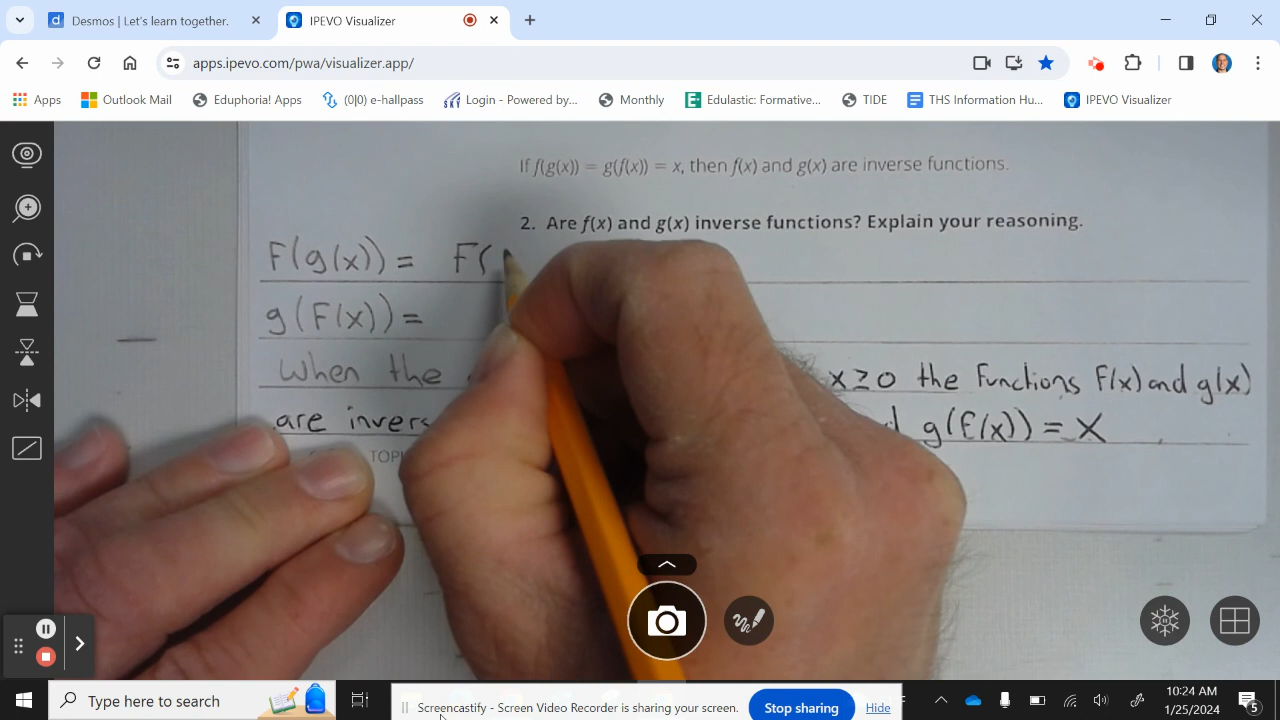 Desmos | Let's learn together.
IPEVO Visualizer
apps.ipevo.com/pwa/visualizer.app/
Apps
Outlook Mail
eduphoria! Apps
(0|0) e-hallpass
Login - Powered by...
Monthly
Edulastic: Formative...
TIDE
THS Information Hu...
IPEVO Visualizer
If f(g(x)) = g(f(x)) = x, then f(x) and g(x) are inverse functions.
2. Are f(x) and g(x) inverse functions? Explain your reasoning.
F(g(x)) = F(
g(F(x)) =
When the x ≥ 0 the Functions F(x) and g(x)
are g(F(x)) = X
Type here to search
Screencastify - Screen Video Recorder is sharing your screen.
Stop sharing
Hide
10:24 AM
1/25/2024
5